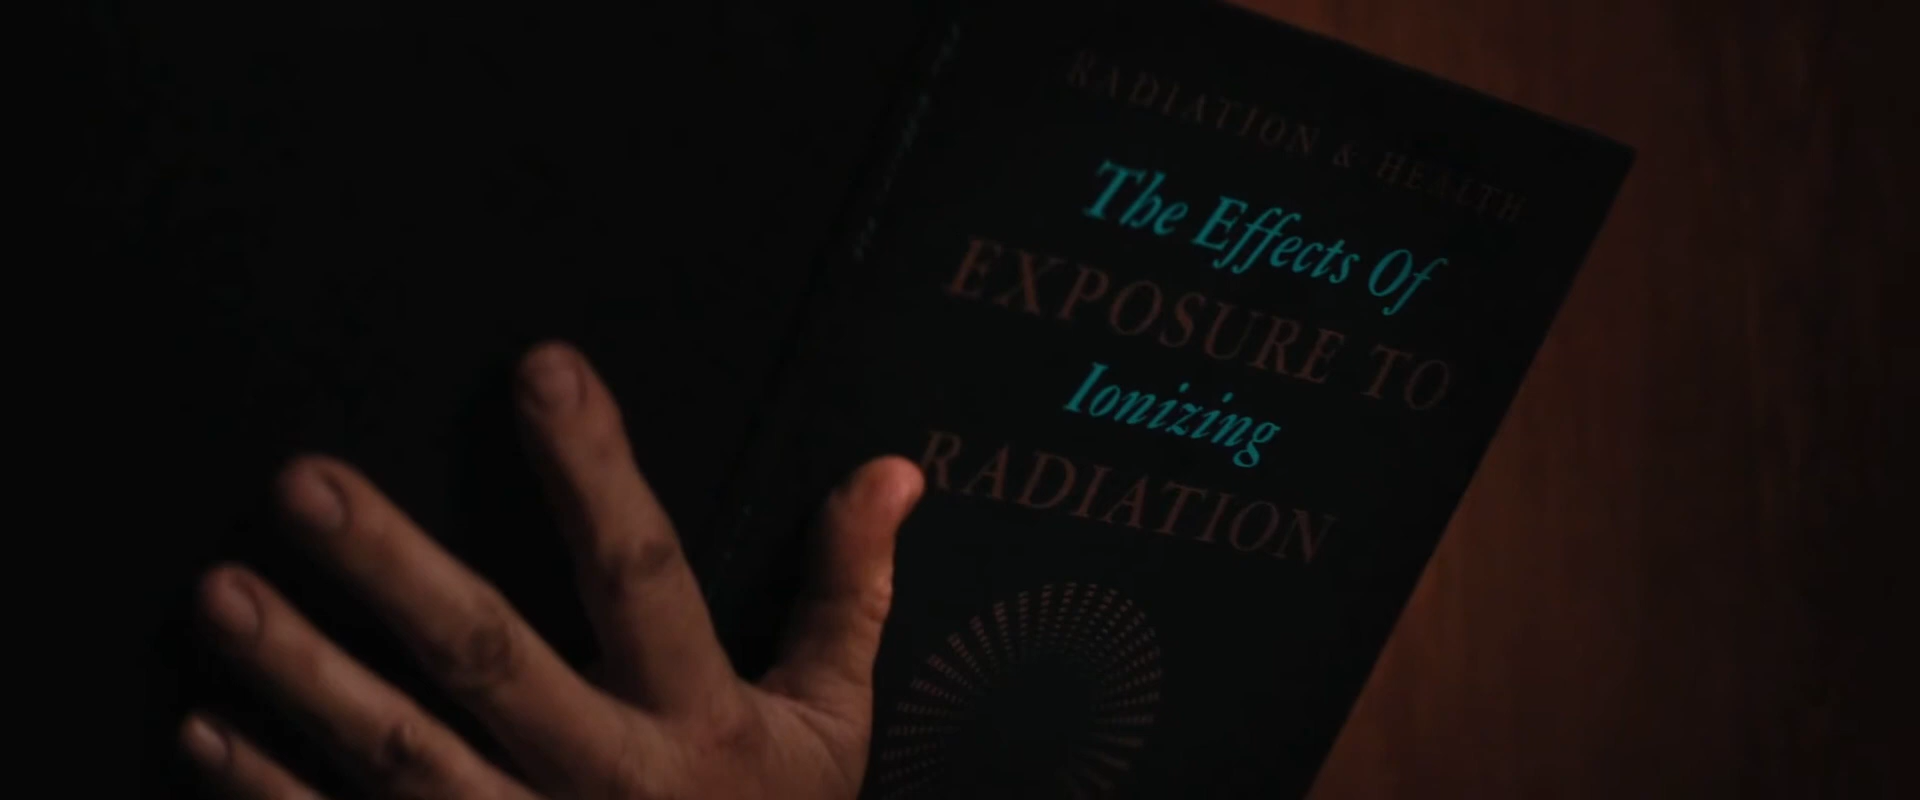 RADIATION & HEALTH
The Effects Of
EXPOSURE TO
Ionizing
RADIATION